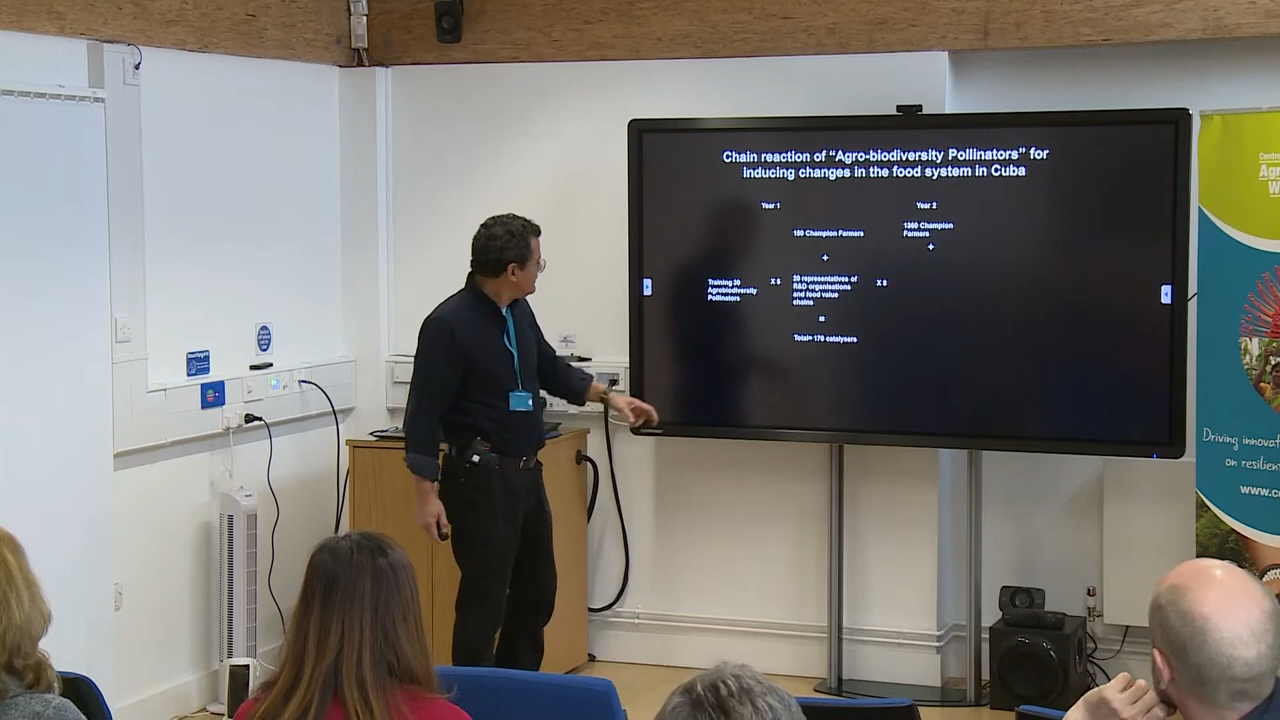 Chain reaction of “Agro-biodiversity Pollinators” for
inducing changes in the food system in Cuba
Year 1
Year 2
150 Champion Farmers
1360 Champion
Farmers
+
+
Training 30
Agrobiodiversity
Pollinators
X 5
20 representatives of
R&D organisations
and food value
chains
X 8
=
Total= 170 catalysers
Driving innovat
on resilien
www.c